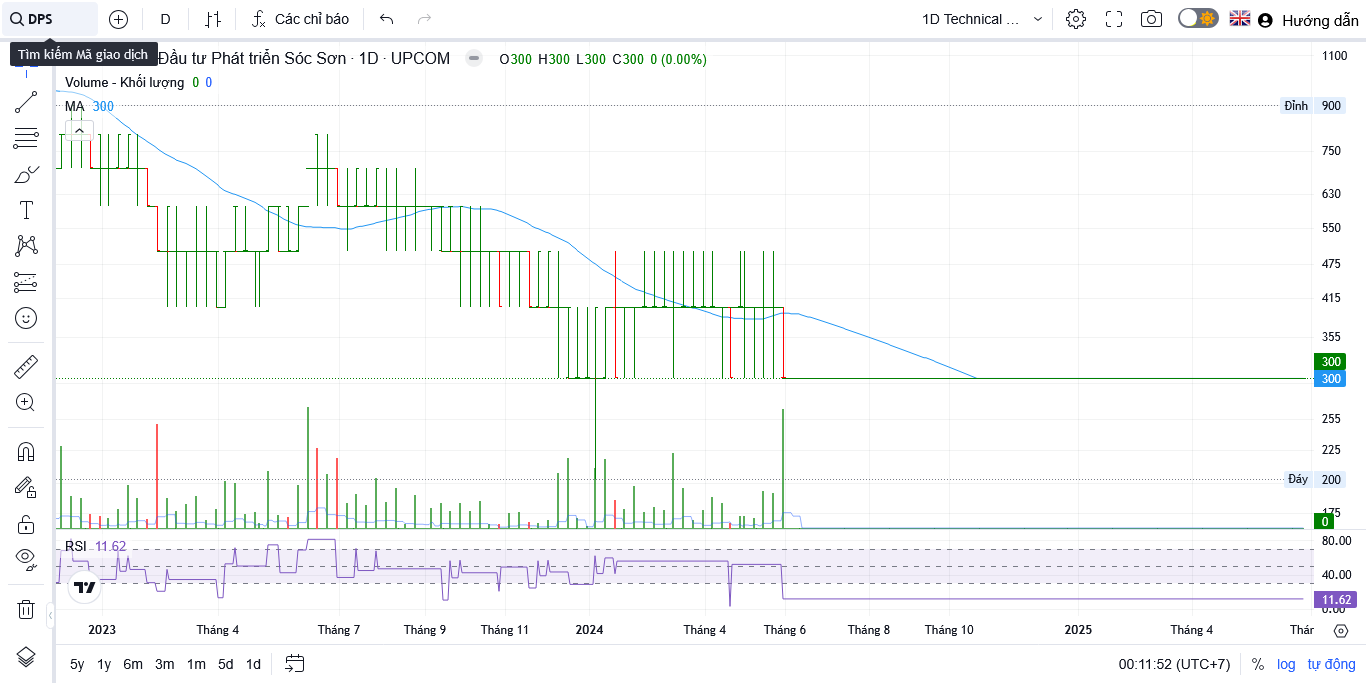 DPS
D
Các chỉ báo
1D Technical ...
Hướng dẫn
Tìm kiếm Mã giao dịch
Đầu tư Phát triển Sóc Sơn · 1D · UPCOM
O300 H300 L300 C300 0 (0.00%)
Volume - Khối lượng 0 0
MA 300
1100
Đỉnh 900
750
630
550
475
415
355
300
300
255
225
Đáy 200
175
0
RSI 11.62
80.00
40.00
11.62
0.00
2023 Tháng 4 Tháng 7 Tháng 9 Tháng 11 2024 Tháng 4 Tháng 6 Tháng 8 Tháng 10 2025 Tháng 4 Thár
5y 1y 6m 3m 1m 5d 1d
00:11:52 (UTC+7) % log tự động